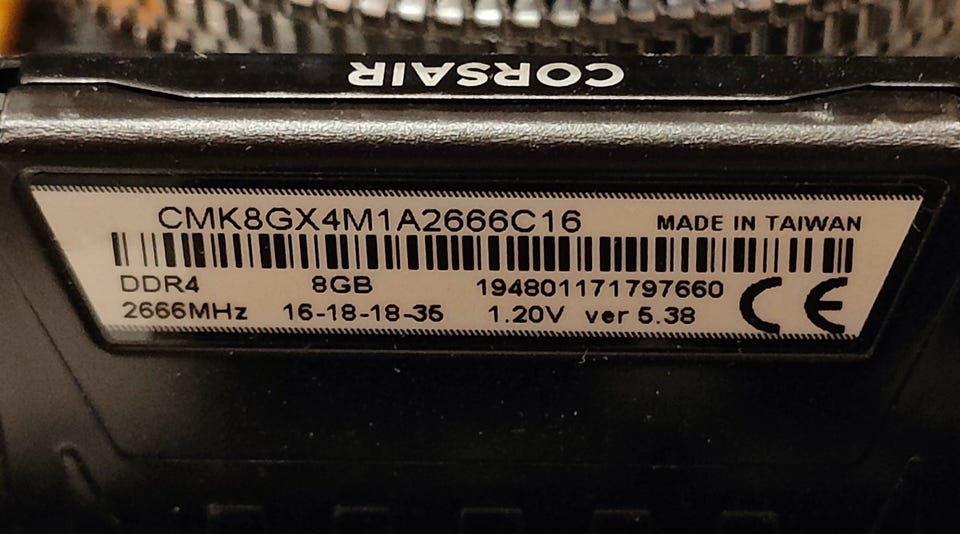 CORSAIR
CMK8GX4M1A2666C16 MADE IN TAIWAN
DDR4 8GB 194801171797660
2666MHz 16-18-18-35 1.20V ver 5.38
CE